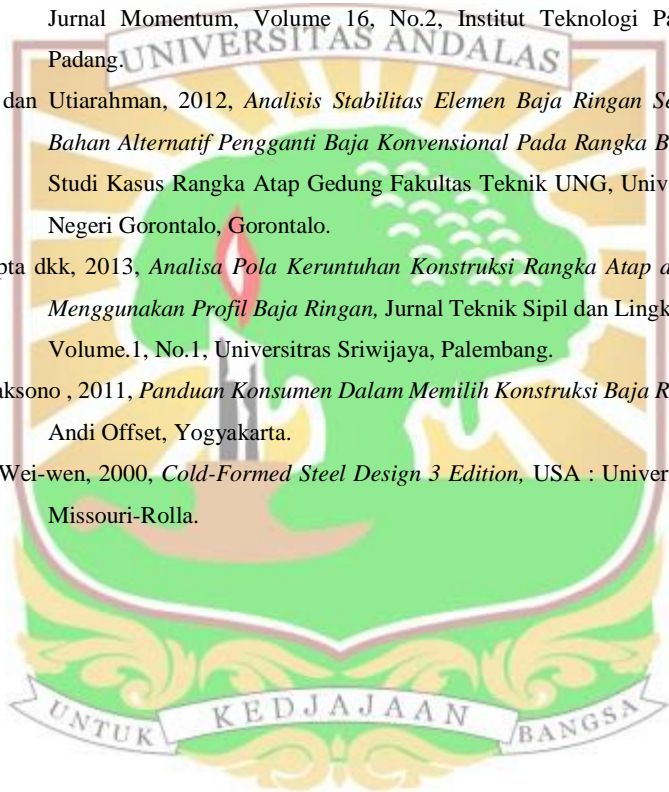 Jurnal Momentum, Volume 16, No.2, Institut Teknologi Pa
Padang.
UNIVERSITAS ANDALAS
dan Utiarahman, 2012, Analisis Stabilitas Elemen Baja Ringan Se
Bahan Alternatif Pengganti Baja Konvensional Pada Rangka B
Studi Kasus Rangka Atap Gedung Fakultas Teknik UNG, Univ
Negeri Gorontalo, Gorontalo.
pta dkk, 2013, Analisa Pola Keruntuhan Konstruksi Rangka Atap d
Menggunakan Profil Baja Ringan, Jurnal Teknik Sipil dan Lingk
Volume.1, No.1, Universitras Sriwijaya, Palembang.
aksono , 2011, Panduan Konsumen Dalam Memilih Konstruksi Baja R
Andi Offset, Yogyakarta.
Wei-wen, 2000, Cold-Formed Steel Design 3 Edition, USA : Univer
Missouri-Rolla.
UNTUK KEDJAJAAN BANGSA